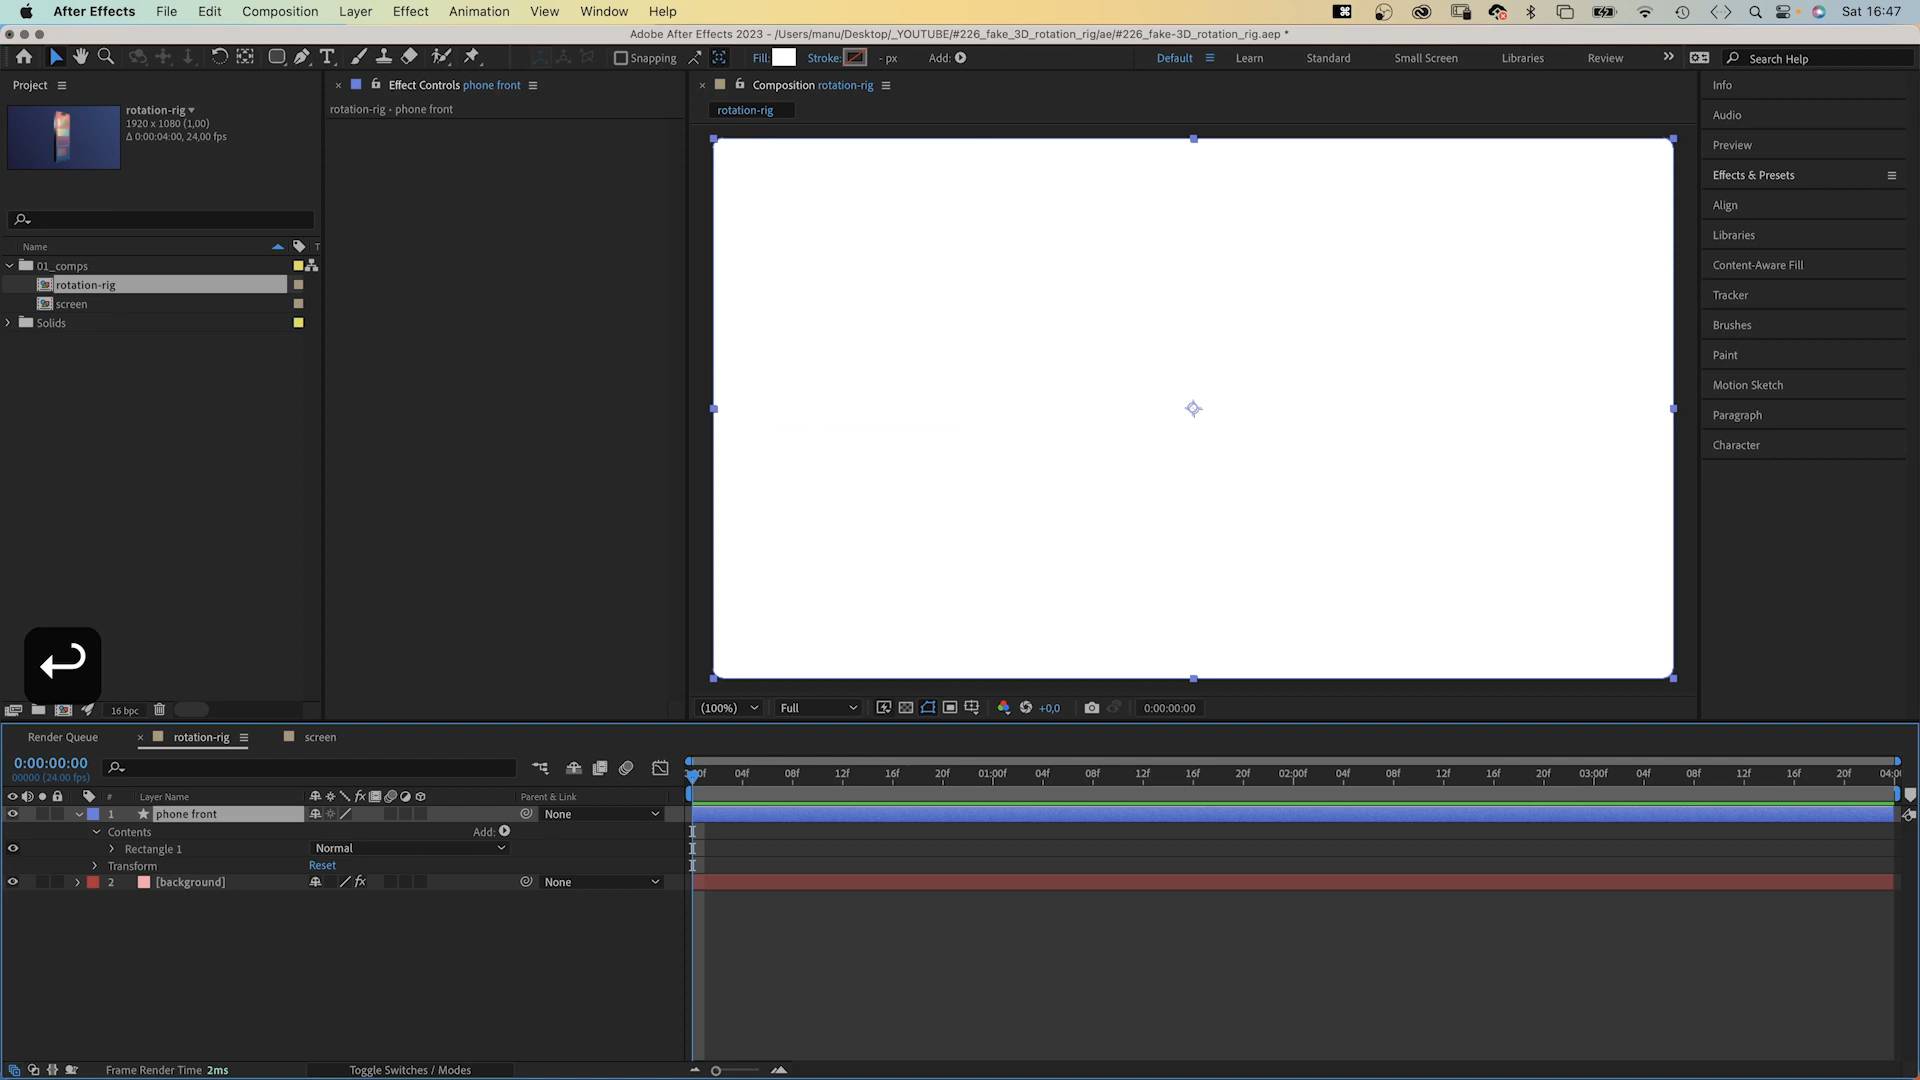 After Effects File Edit Composition Layer Effect Animation View Window Help Sat 16:47
Adobe After Effects 2023 - /Users/manu/Desktop/_YOUTUBE/#226_fake_3D_rotation_rig/ae/#226_fake-3D_rotation_rig.aep *
Snapping Fill: Stroke: - px Add: Default Learn Standard Small Screen Libraries Review Search Help
Project
rotation-rig
1920 x 1080 (1,00)
Δ 0:00:04:00, 24,00 fps
Name T
01_comps
rotation-rig
screen
Solids
16 bpc
Effect Controls phone front
rotation-rig • phone front
Composition rotation-rig
rotation-rig
(100%) Full +0,0 0:00:00:00
Info
Audio
Preview
Effects & Presets
Align
Libraries
Content-Aware Fill
Tracker
Brushes
Paint
Motion Sketch
Paragraph
Character
Render Queue rotation-rig screen
0:00:00:00
00000 (24.00 fps)
# Layer Name Parent & Link
1 phone front None
Contents Add:
Rectangle 1 Normal
Transform Reset
2 [background] None
04f 08f 12f 16f 20f 01:00f 04f 08f 12f 16f 20f 02:00f 04f 08f 12f 16f 20f 03:00f 04f 08f 12f 16f 20f
Frame Render Time 2ms Toggle Switches / Modes